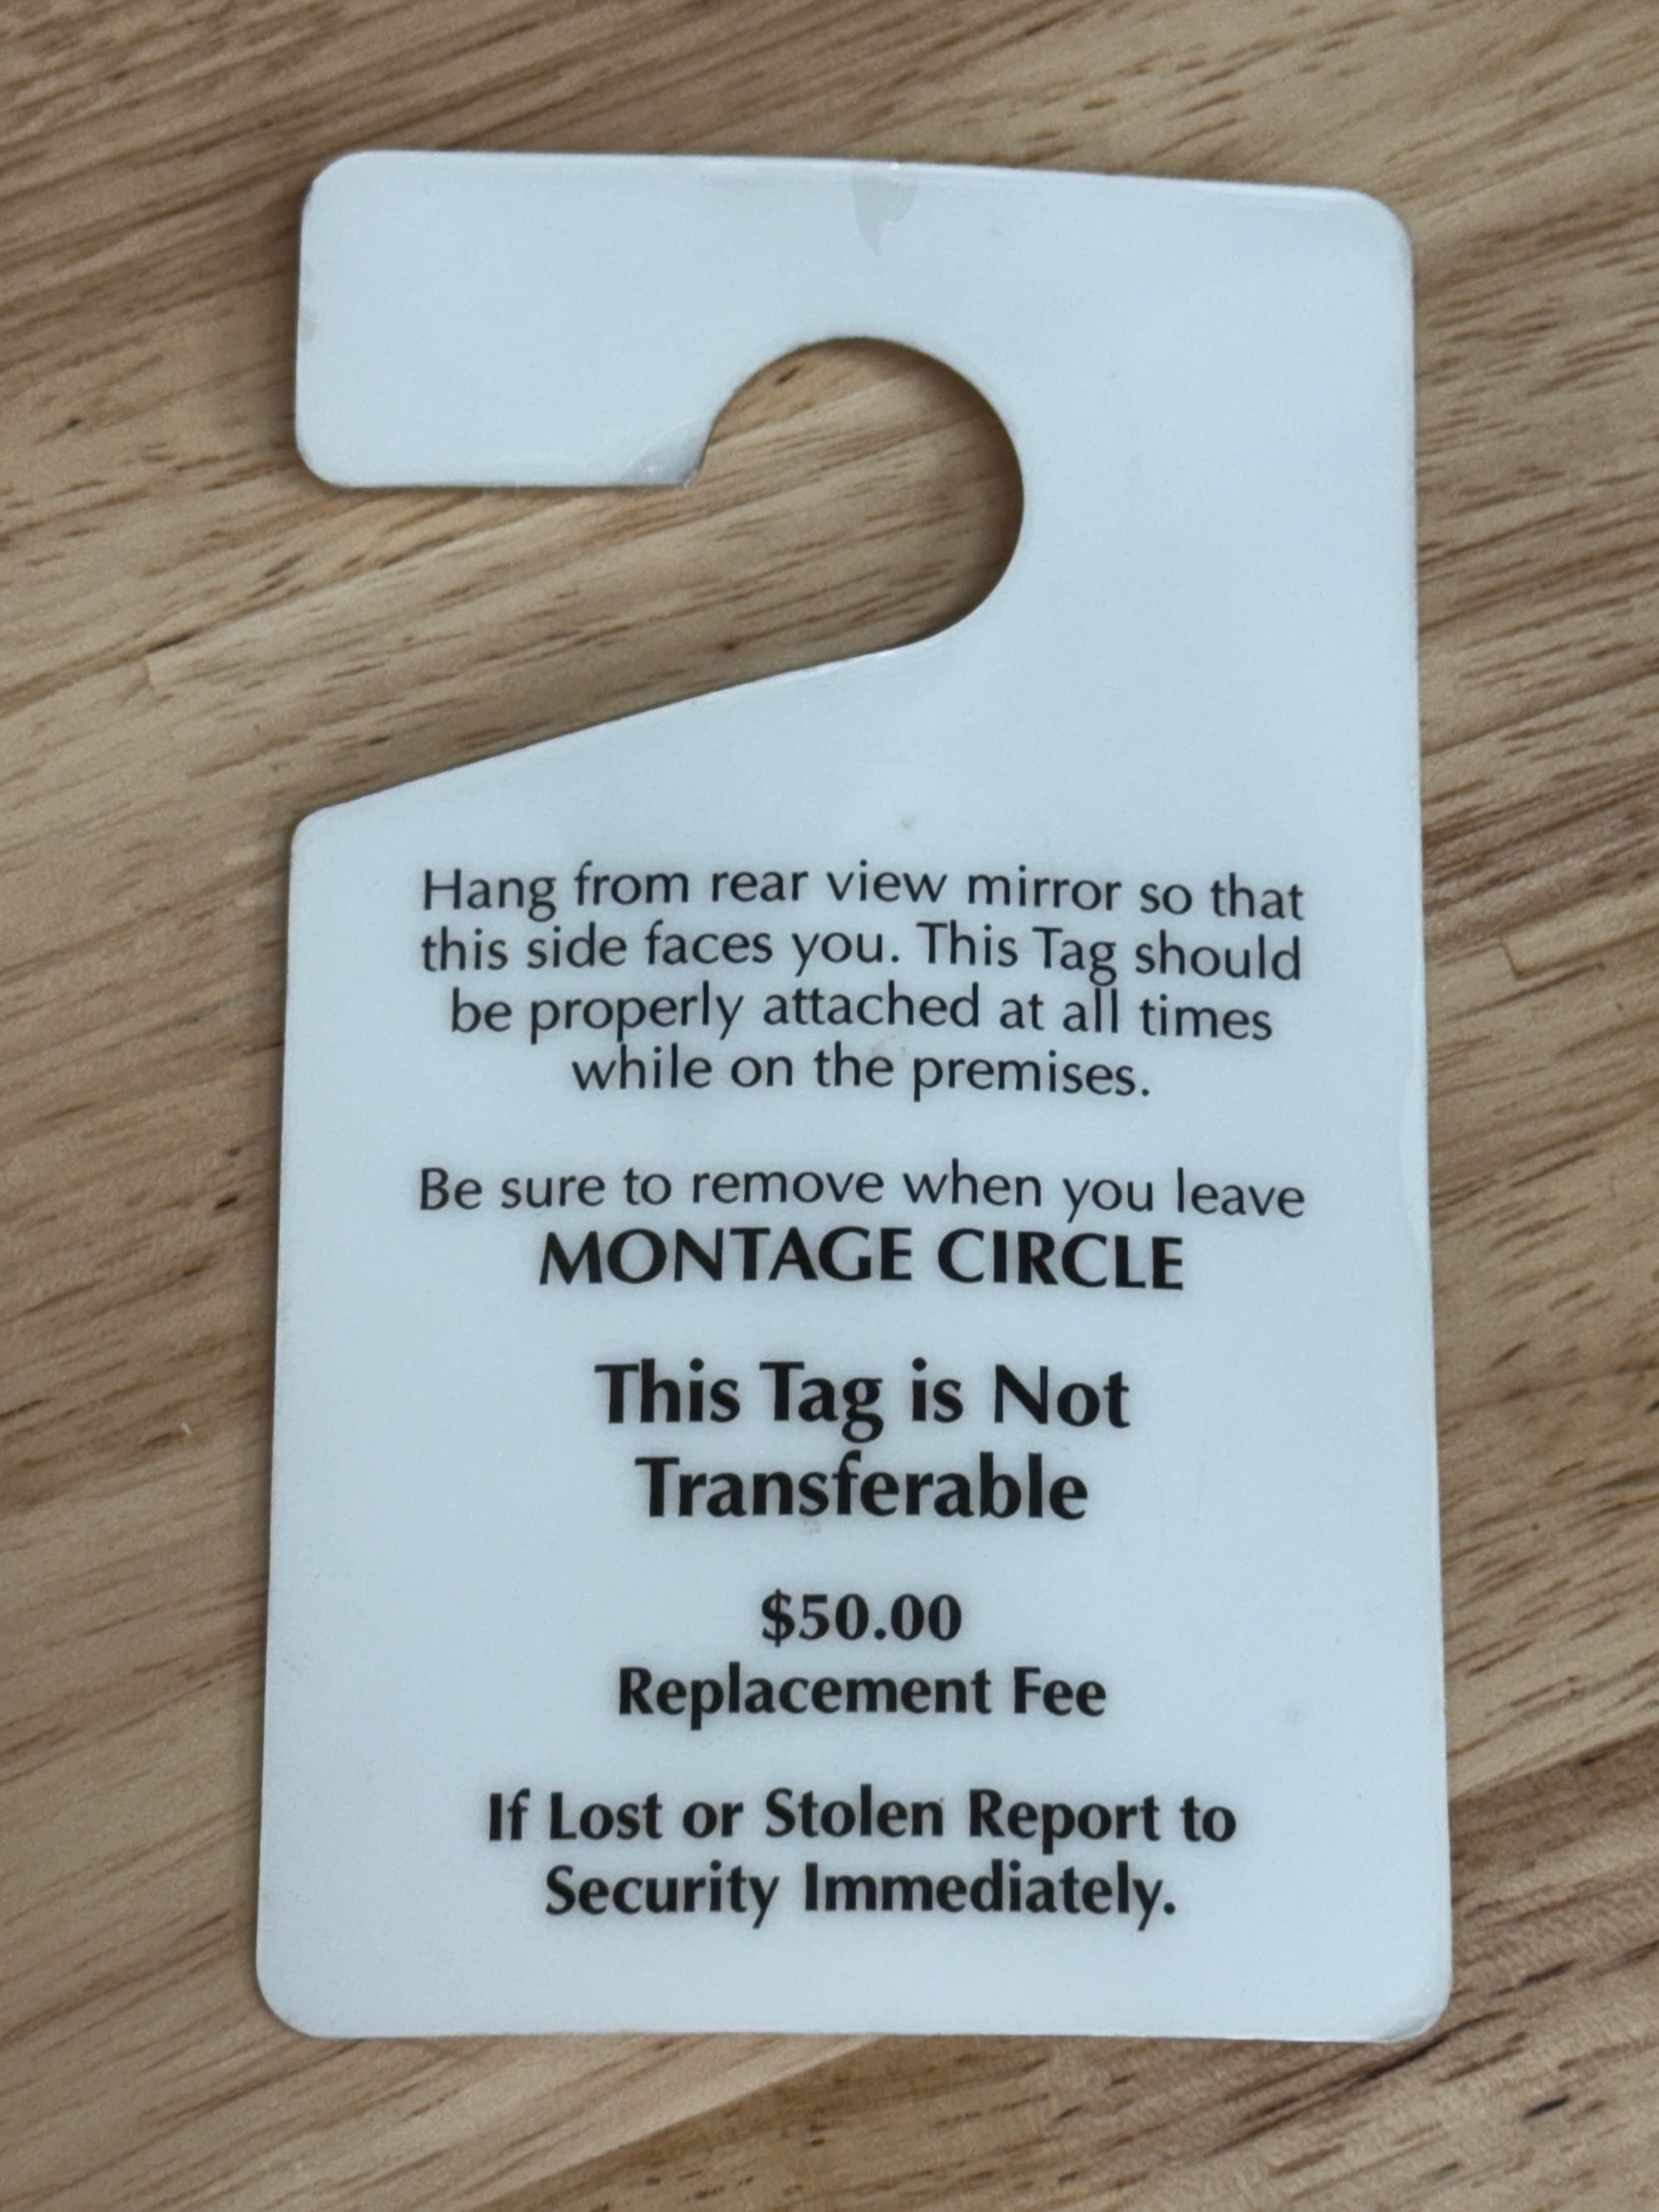 Hang from rear view mirror so that
this side faces you. This Tag should
be properly attached at all times
while on the premises.
Be sure to remove when you leave
MONTAGE CIRCLE
This Tag is Not
Transferable
$50.00
Replacement Fee
If Lost or Stolen Report to
Security Immediately.